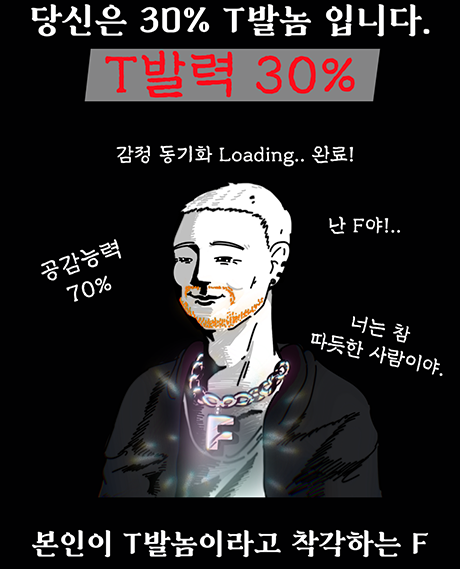 당신은 30% T발놈 입니다.
T발력 30%
감정 동기화 Loading.. 완료!
난 F야!..
공감능력
70%
너는 참
따듯한 사람이야.
F
본인이 T발놈이라고 착각하는 F